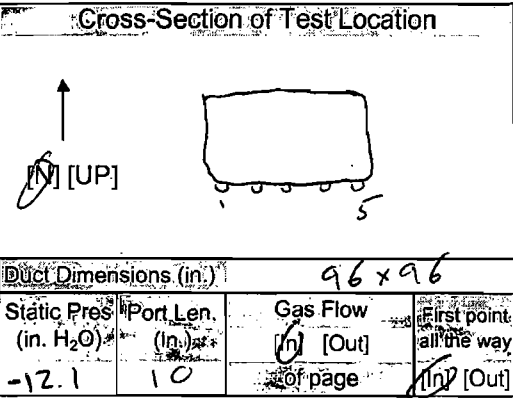 Cross-Section of Test Location
[N] [UP]
1 5
Duct Dimensions (in.) 96 x 96
Static Pres Port Len. Gas Flow First point
(in. H₂O) (In.) [In] [Out] all the way
-12.1 10 of page [In] [Out]